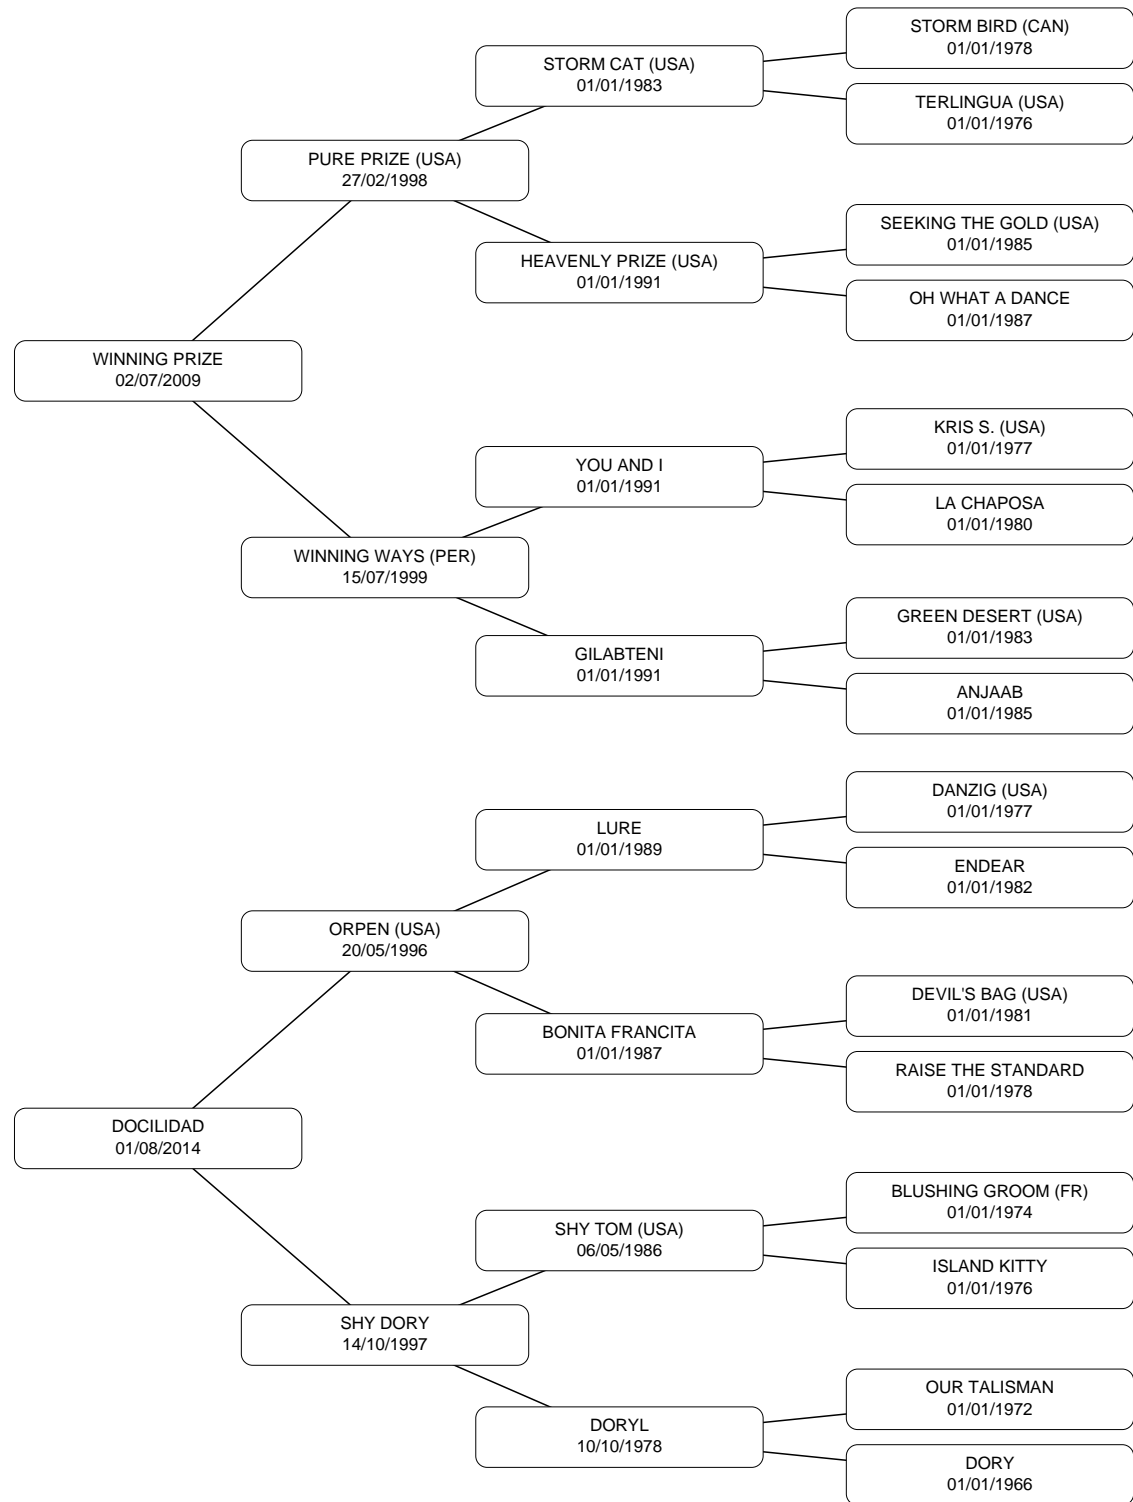 STORM BIRD (CAN)
01/01/1978
STORM CAT (USA)
01/01/1983
TERLINGUA (USA)
01/01/1976
PURE PRIZE (USA)
27/02/1998
SEEKING THE GOLD (USA)
01/01/1985
HEAVENLY PRIZE (USA)
01/01/1991
OH WHAT A DANCE
01/01/1987
WINNING PRIZE
02/07/2009
KRIS S. (USA)
01/01/1977
YOU AND I
01/01/1991
LA CHAPOSA
01/01/1980
WINNING WAYS (PER)
15/07/1999
GREEN DESERT (USA)
01/01/1983
GILABTENI
01/01/1991
ANJAAB
01/01/1985
DANZIG (USA)
01/01/1977
LURE
01/01/1989
ENDEAR
01/01/1982
ORPEN (USA)
20/05/1996
DEVIL'S BAG (USA)
01/01/1981
BONITA FRANCITA
01/01/1987
RAISE THE STANDARD
01/01/1978
DOCILIDAD
01/08/2014
BLUSHING GROOM (FR)
01/01/1974
SHY TOM (USA)
06/05/1986
ISLAND KITTY
01/01/1976
SHY DORY
14/10/1997
OUR TALISMAN
01/01/1972
DORYL
10/10/1978
DORY
01/01/1966